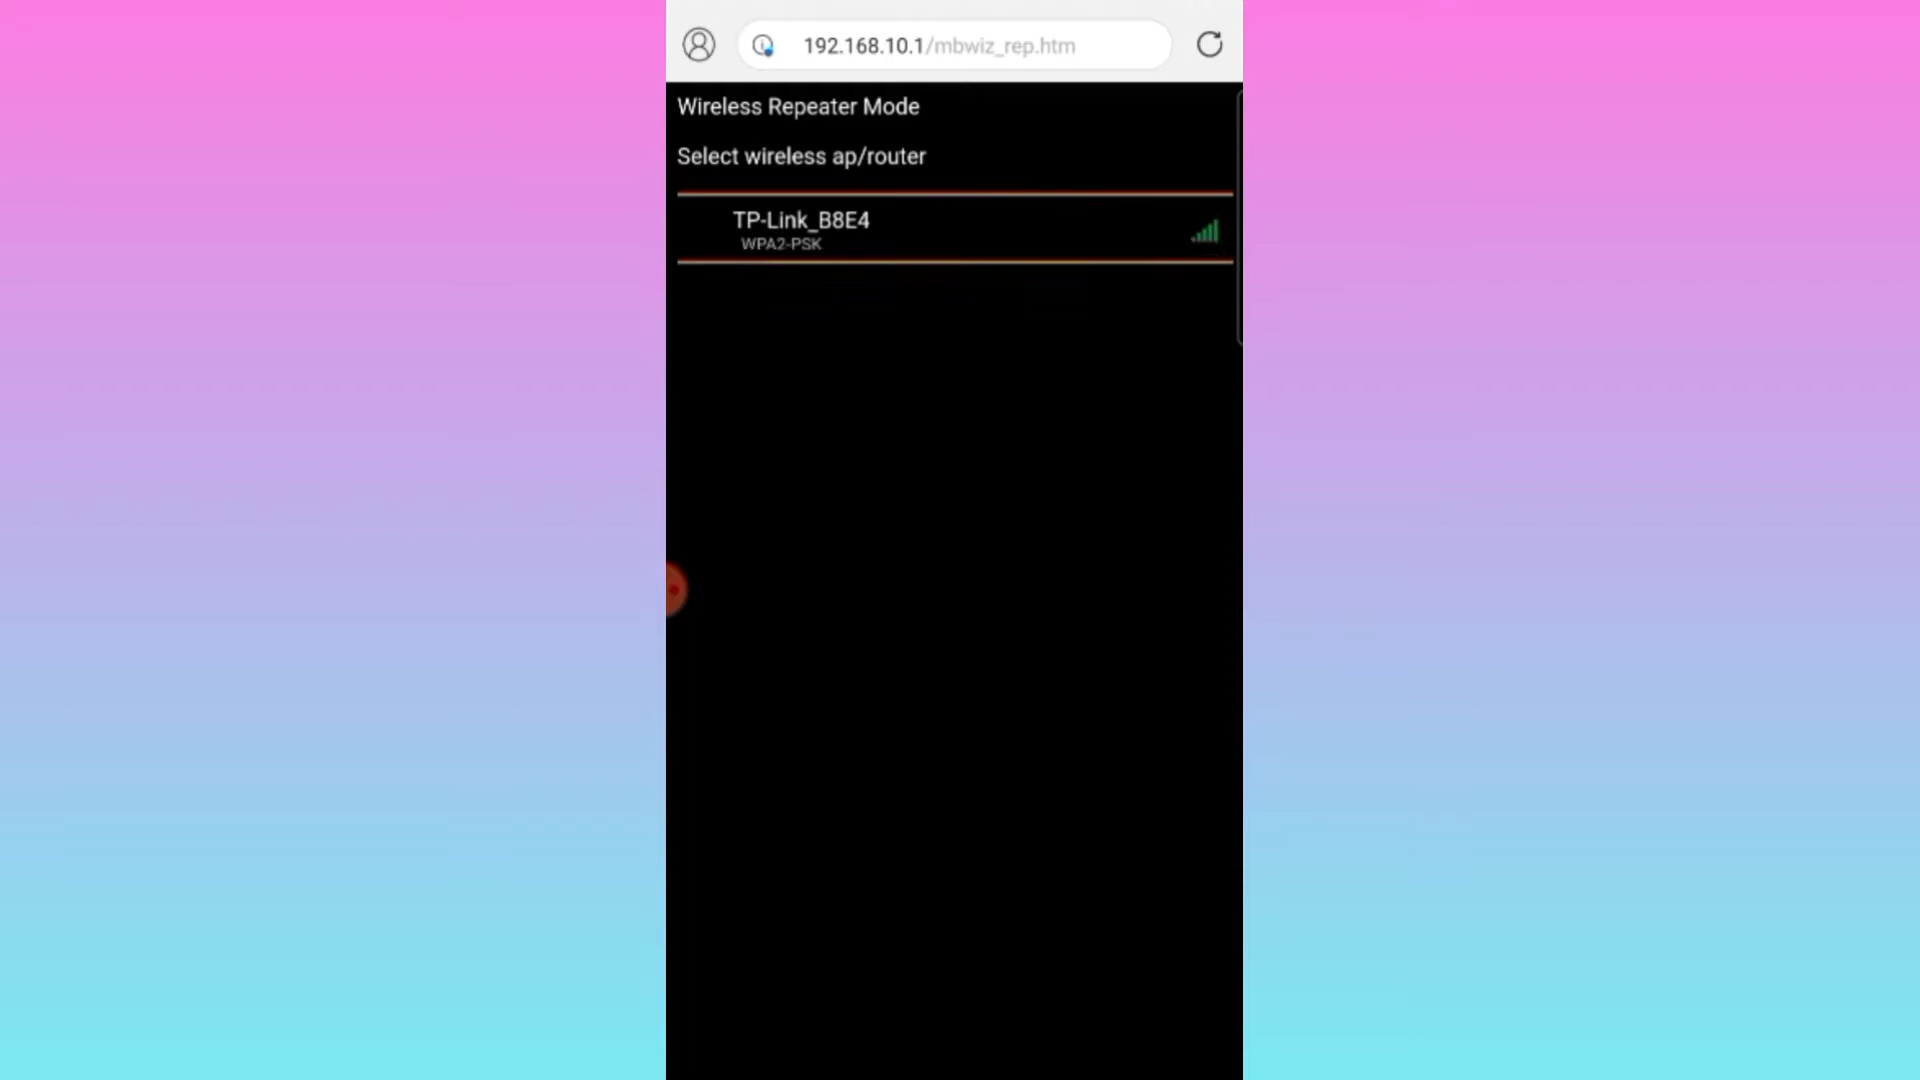 192.168.10.1/mbwiz_rep.htm
Wireless Repeater Mode
Select wireless ap/router
TP-Link_B8E4
WPA2-PSK